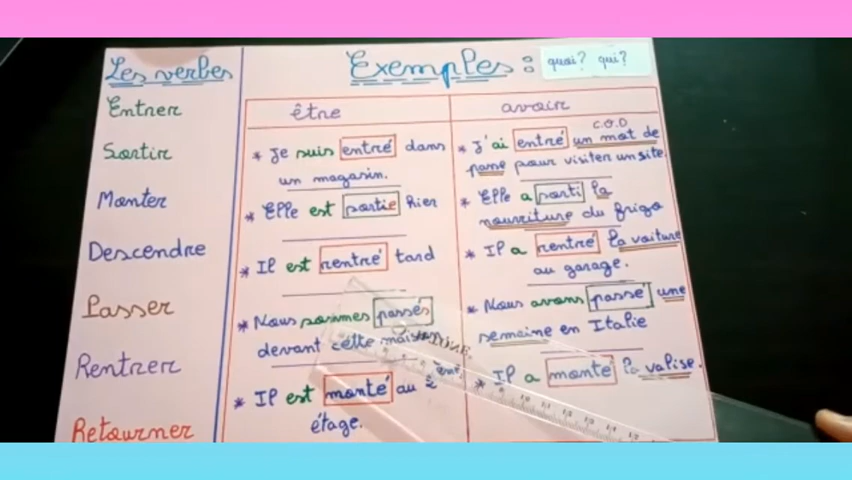 Les verbes
Entrer
Sortir
Monter
Descendre
Passer
Rentrer
Retourner
Exemples : quoi? qui?
être
* Je suis entré dans
un magasin.
* Elle est sortie hier
* Il est rentré tard
* Nous sommes passés
devant cette maison
* Il est monté au 2ème
étage.
avoir
C.O.D
* J'ai entré un mot de
passe pour visiter un site.
* Elle a sorti la
nourriture du frigo
* Il a rentré la voiture
au garage.
* Nous avons passé une
semaine en Italie
* Il a monté la valise.